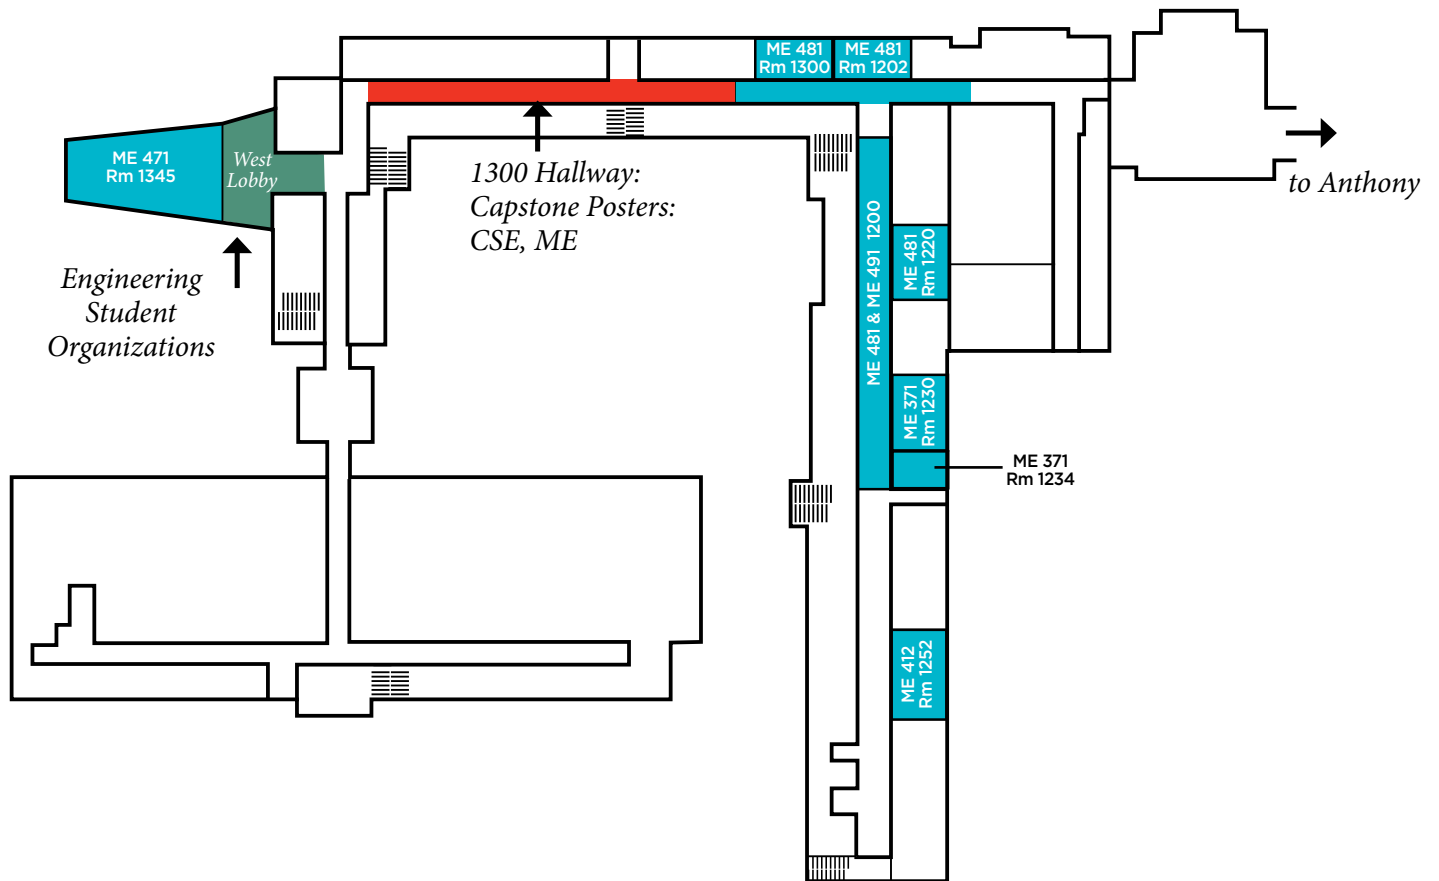 ME 481
Rm 1300
ME 481
Rm 1202
ME 471
Rm 1345
West
Lobby
1300 Hallway:
Capstone Posters:
CSE, ME
to Anthony
Engineering
Student
Organizations
ME 481 & ME 491 1200
ME 481
Rm 1220
ME 371
Rm 1230
ME 371
Rm 1234
ME 412
Rm 1252